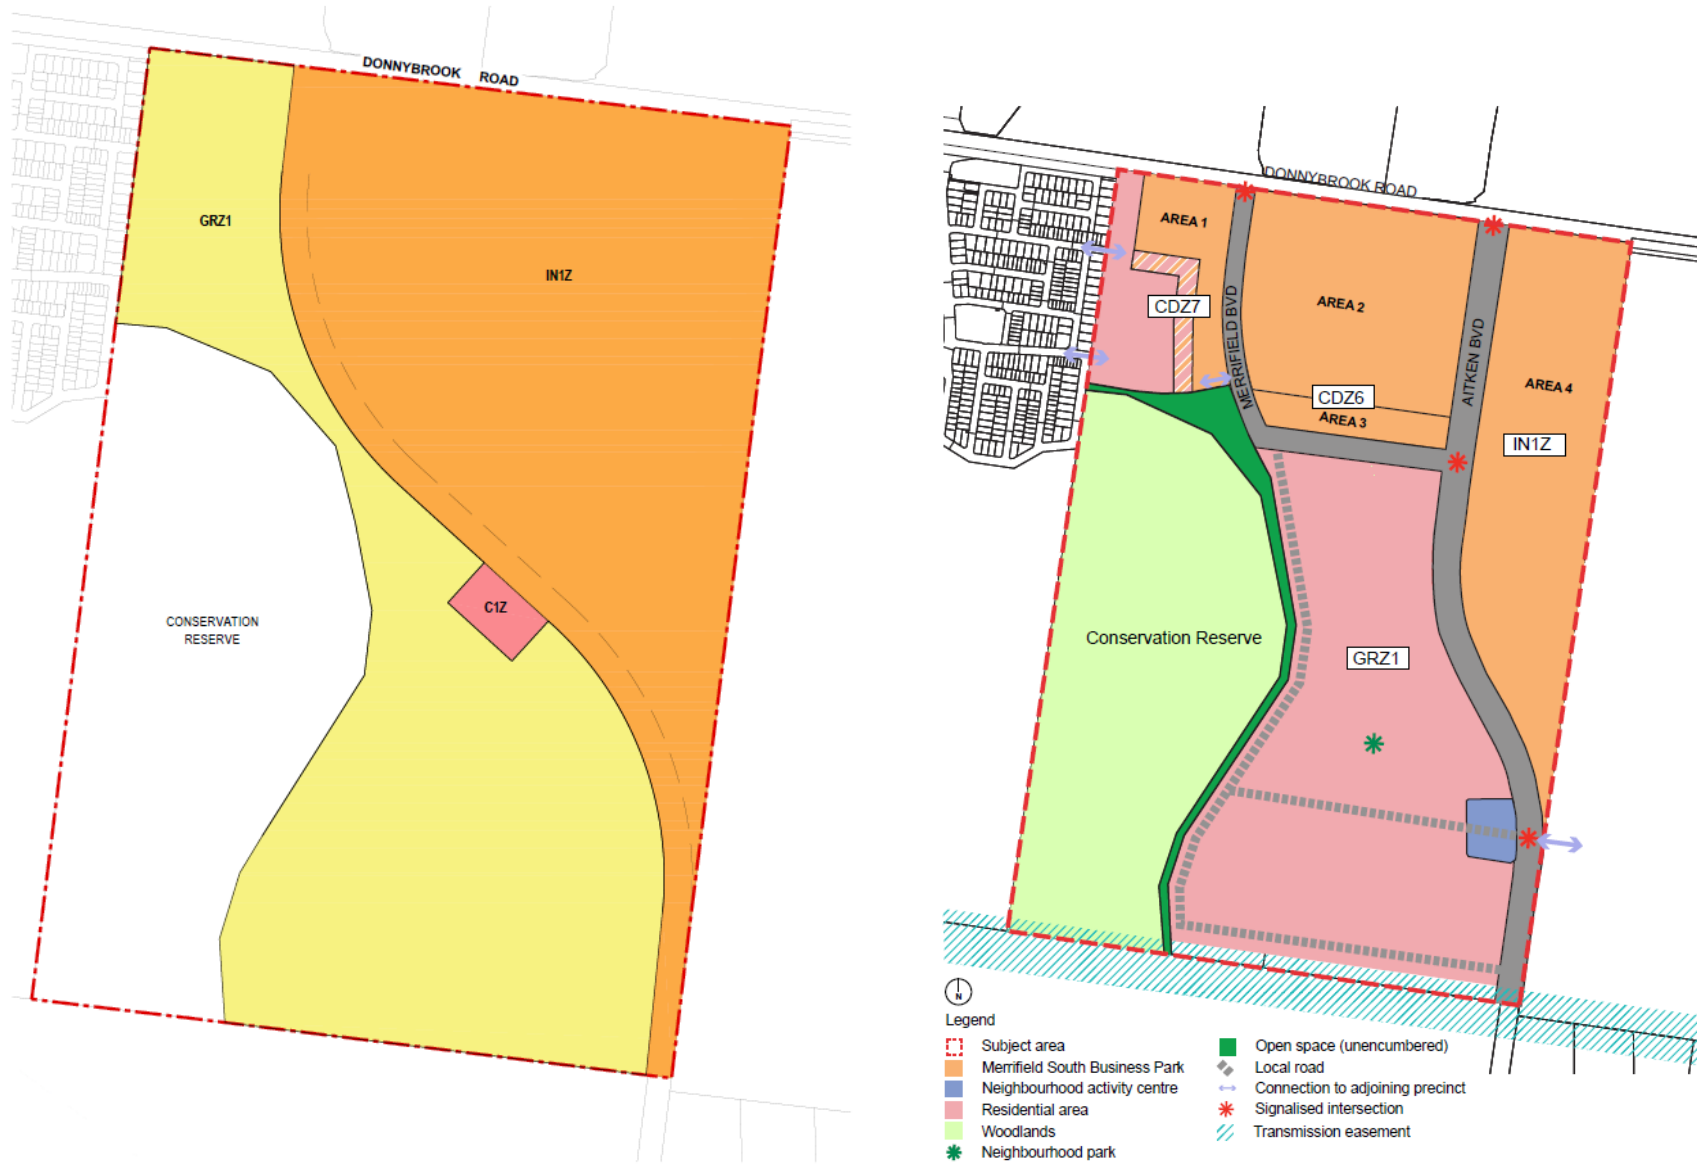 DONNYBROOK ROAD
GRZ1
IN1Z
C1Z
CONSERVATION
RESERVE
DONNYBROOK ROAD
AREA 1
CDZ7
MERRIFIELD BVD
AREA 2
AITKEN BVD
AREA 4
CDZ6
AREA 3
IN1Z
Conservation Reserve
GRZ1
N
Legend
Subject area
Merrifield South Business Park
Neighbourhood activity centre
Residential area
Woodlands
Neighbourhood park
Open space (unencumbered)
Local road
Connection to adjoining precinct
Signalised intersection
Transmission easement